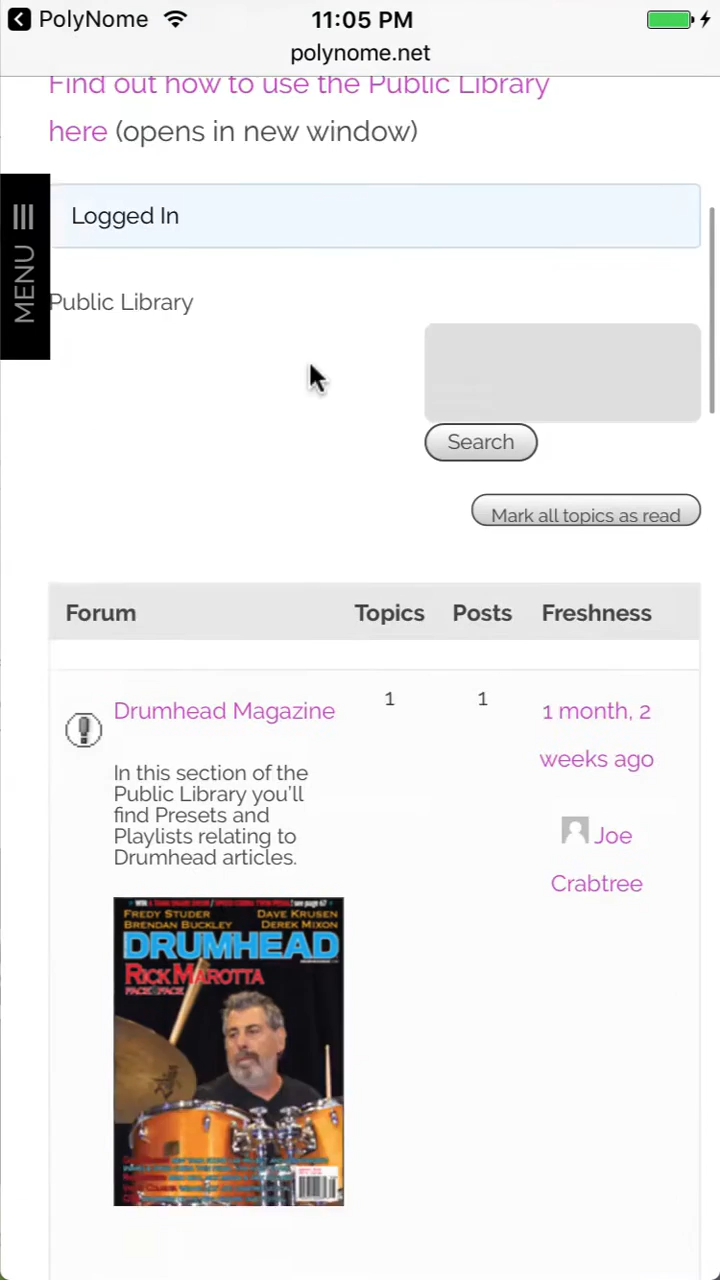 PolyNome
11:05 PM
polynome.net
Find out how to use the Public Library
here (opens in new window)
MENU
Logged In
Public Library
Search
Mark all topics as read
Forum Topics Posts Freshness
Drumhead Magazine
1
1
1 month, 2
weeks ago
In this section of the
Public Library you'll
find Presets and
Playlists relating to
Drumhead articles.
Joe
Crabtree
FREDY STUDER DAVE KRUSEN
BRENDAN BUCKLEY DEREK MIXON
DRUMHEAD
RICK MAROTTA